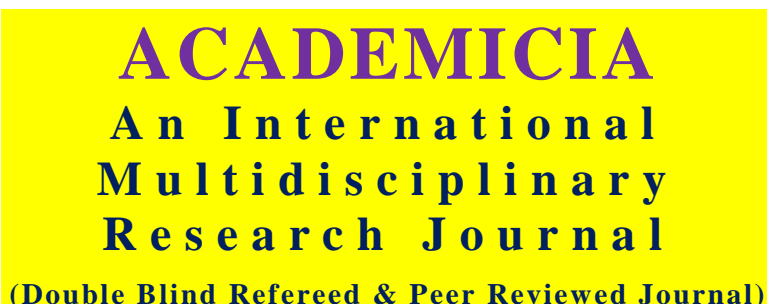 ACADEMICIA
An International
Multidisciplinary
Research Journal
(Double Blind Refereed & Peer Reviewed Journal)